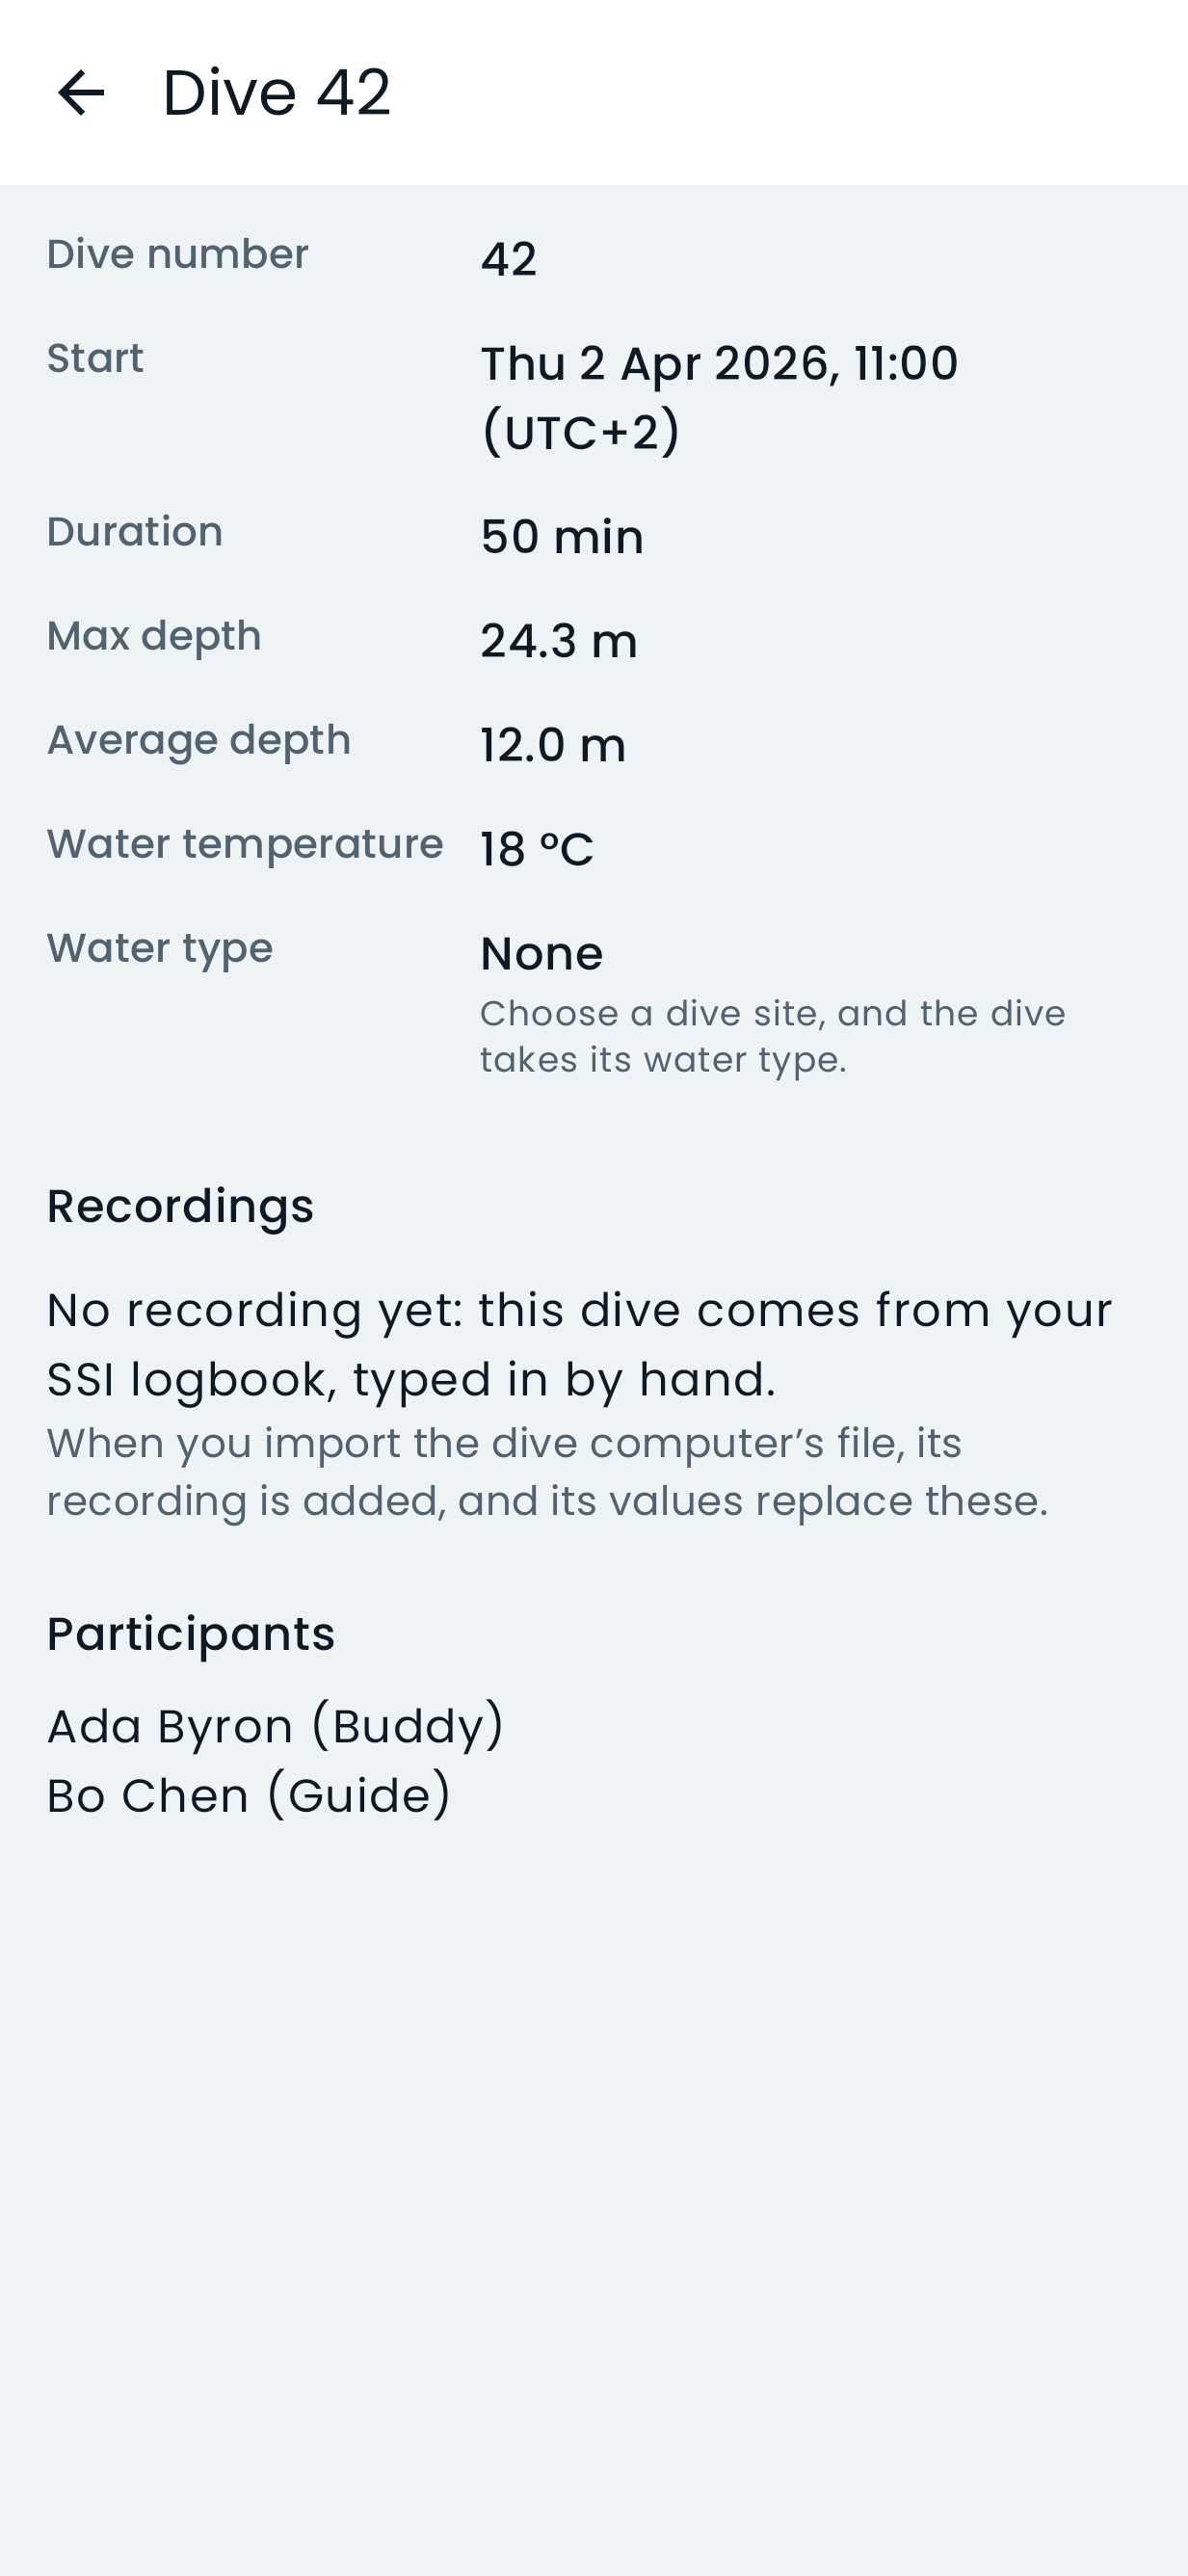 Dive 42
Dive number 42
Start Thu 2 Apr 2026, 11:00
(UTC+2)
Duration 50 min
Max depth 24.3 m
Average depth 12.0 m
Water temperature 18 °C
Water type None
Choose a dive site, and the dive
takes its water type.
Recordings
No recording yet: this dive comes from your
SSI logbook, typed in by hand.
When you import the dive computer’s file, its
recording is added, and its values replace these.
Participants
Ada Byron (Buddy)
Bo Chen (Guide)